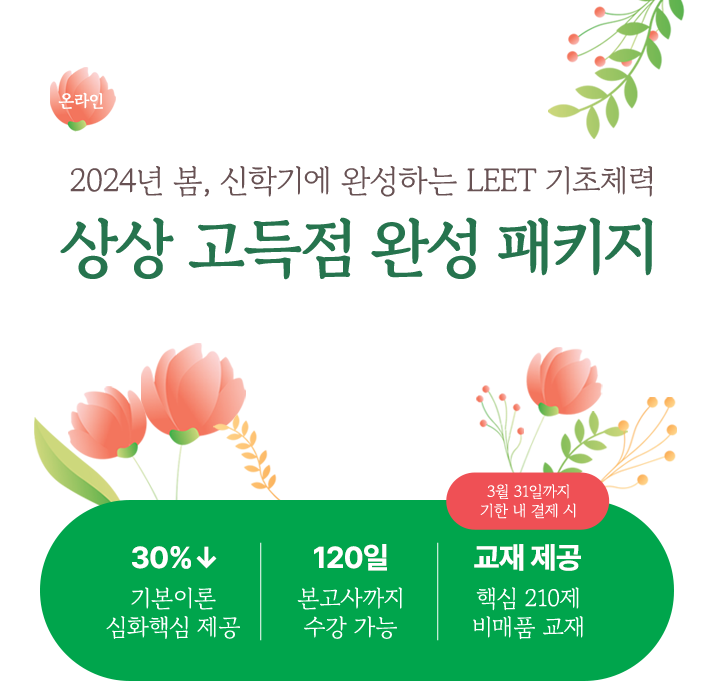 온라인
2024년 봄, 신학기에 완성하는 LEET 기초체력
상상 고득점 완성 패키지
3월 31일까지
기한 내 결제 시
30%↓
기본이론
심화핵심 제공
120일
본고사까지
수강 가능
교재 제공
핵심 210제
비매품 교재